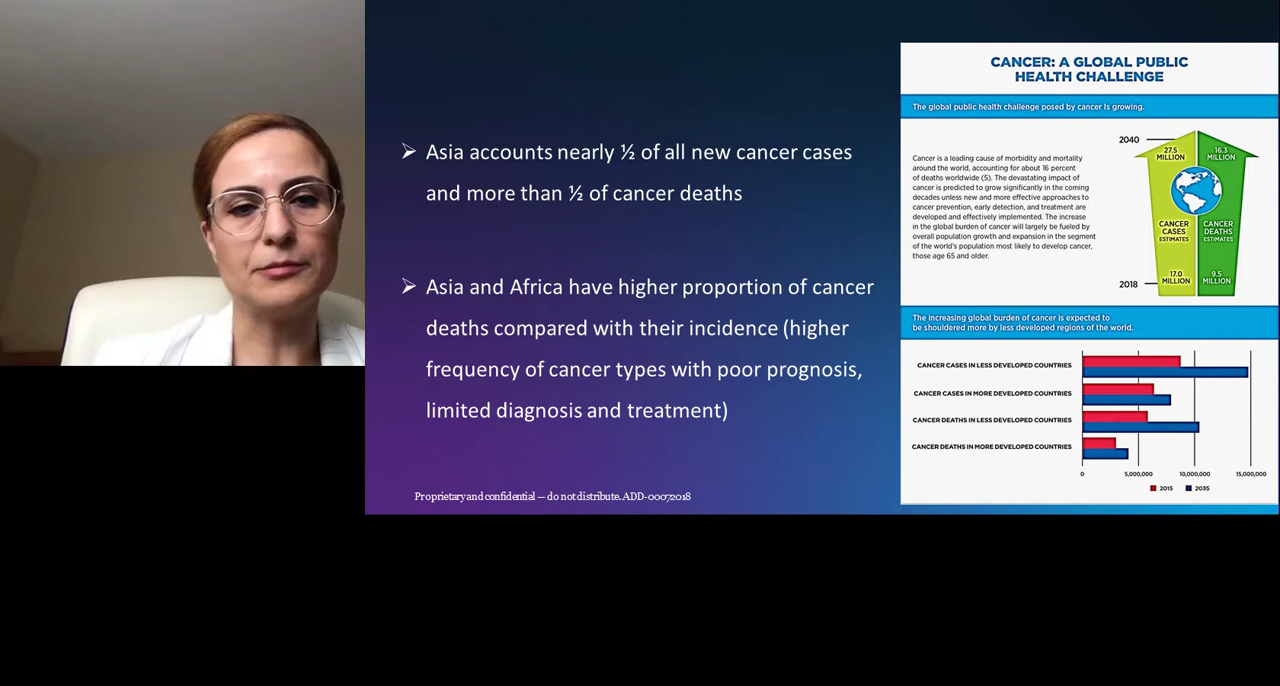 ➢ Asia accounts nearly ½ of all new cancer cases
and more than ½ of cancer deaths
➢ Asia and Africa have higher proportion of cancer
deaths compared with their incidence (higher
frequency of cancer types with poor prognosis,
limited diagnosis and treatment)
Proprietary and confidential — do not distribute. ADD-00072018
CANCER: A GLOBAL PUBLIC
HEALTH CHALLENGE
The global public health challenge posed by cancer is growing.
Cancer is a leading cause of morbidity and mortality
around the world, accounting for about 16 percent
of deaths worldwide (5). The devastating impact of
cancer is predicted to grow significantly in the coming
decades unless new and more effective approaches to
cancer prevention, early detection, and treatment are
developed and effectively implemented. The increase
in the global burden of cancer will largely be fueled by
overall population growth and expansion in the segment
of the world's population most likely to develop cancer,
those age 65 and older.
2040
27.5
MILLION
16.3
MILLION
CANCER
CASES
ESTIMATES
CANCER
DEATHS
ESTIMATES
2018
17.0
MILLION
9.5
MILLION
The increasing global burden of cancer is expected to
be shouldered more by less developed regions of the world.
CANCER CASES IN LESS DEVELOPED COUNTRIES
CANCER CASES IN MORE DEVELOPED COUNTRIES
CANCER DEATHS IN LESS DEVELOPED COUNTRIES
CANCER DEATHS IN MORE DEVELOPED COUNTRIES
0 5,000,000 10,000,000 15,000,000
2015 2035